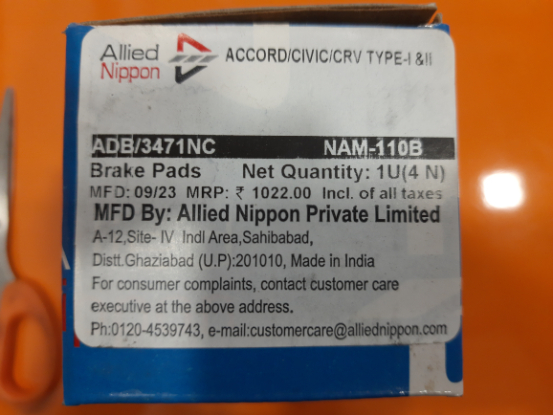 Allied
Nippon
ACCORD/CIVIC/CRV TYPE-I &II
ADB/3471NC NAM-110B
Brake Pads Net Quantity: 1U(4 N)
MFD: 09/23 MRP: ₹ 1022.00 Incl. of all taxes
MFD By: Allied Nippon Private Limited
A-12,Site- IV Indl Area,Sahibabad,
Distt.Ghaziabad (U.P):201010, Made in India
For consumer complaints, contact customer care
executive at the above address.
Ph:0120-4539743, e-mail:customercare@alliednippon.com